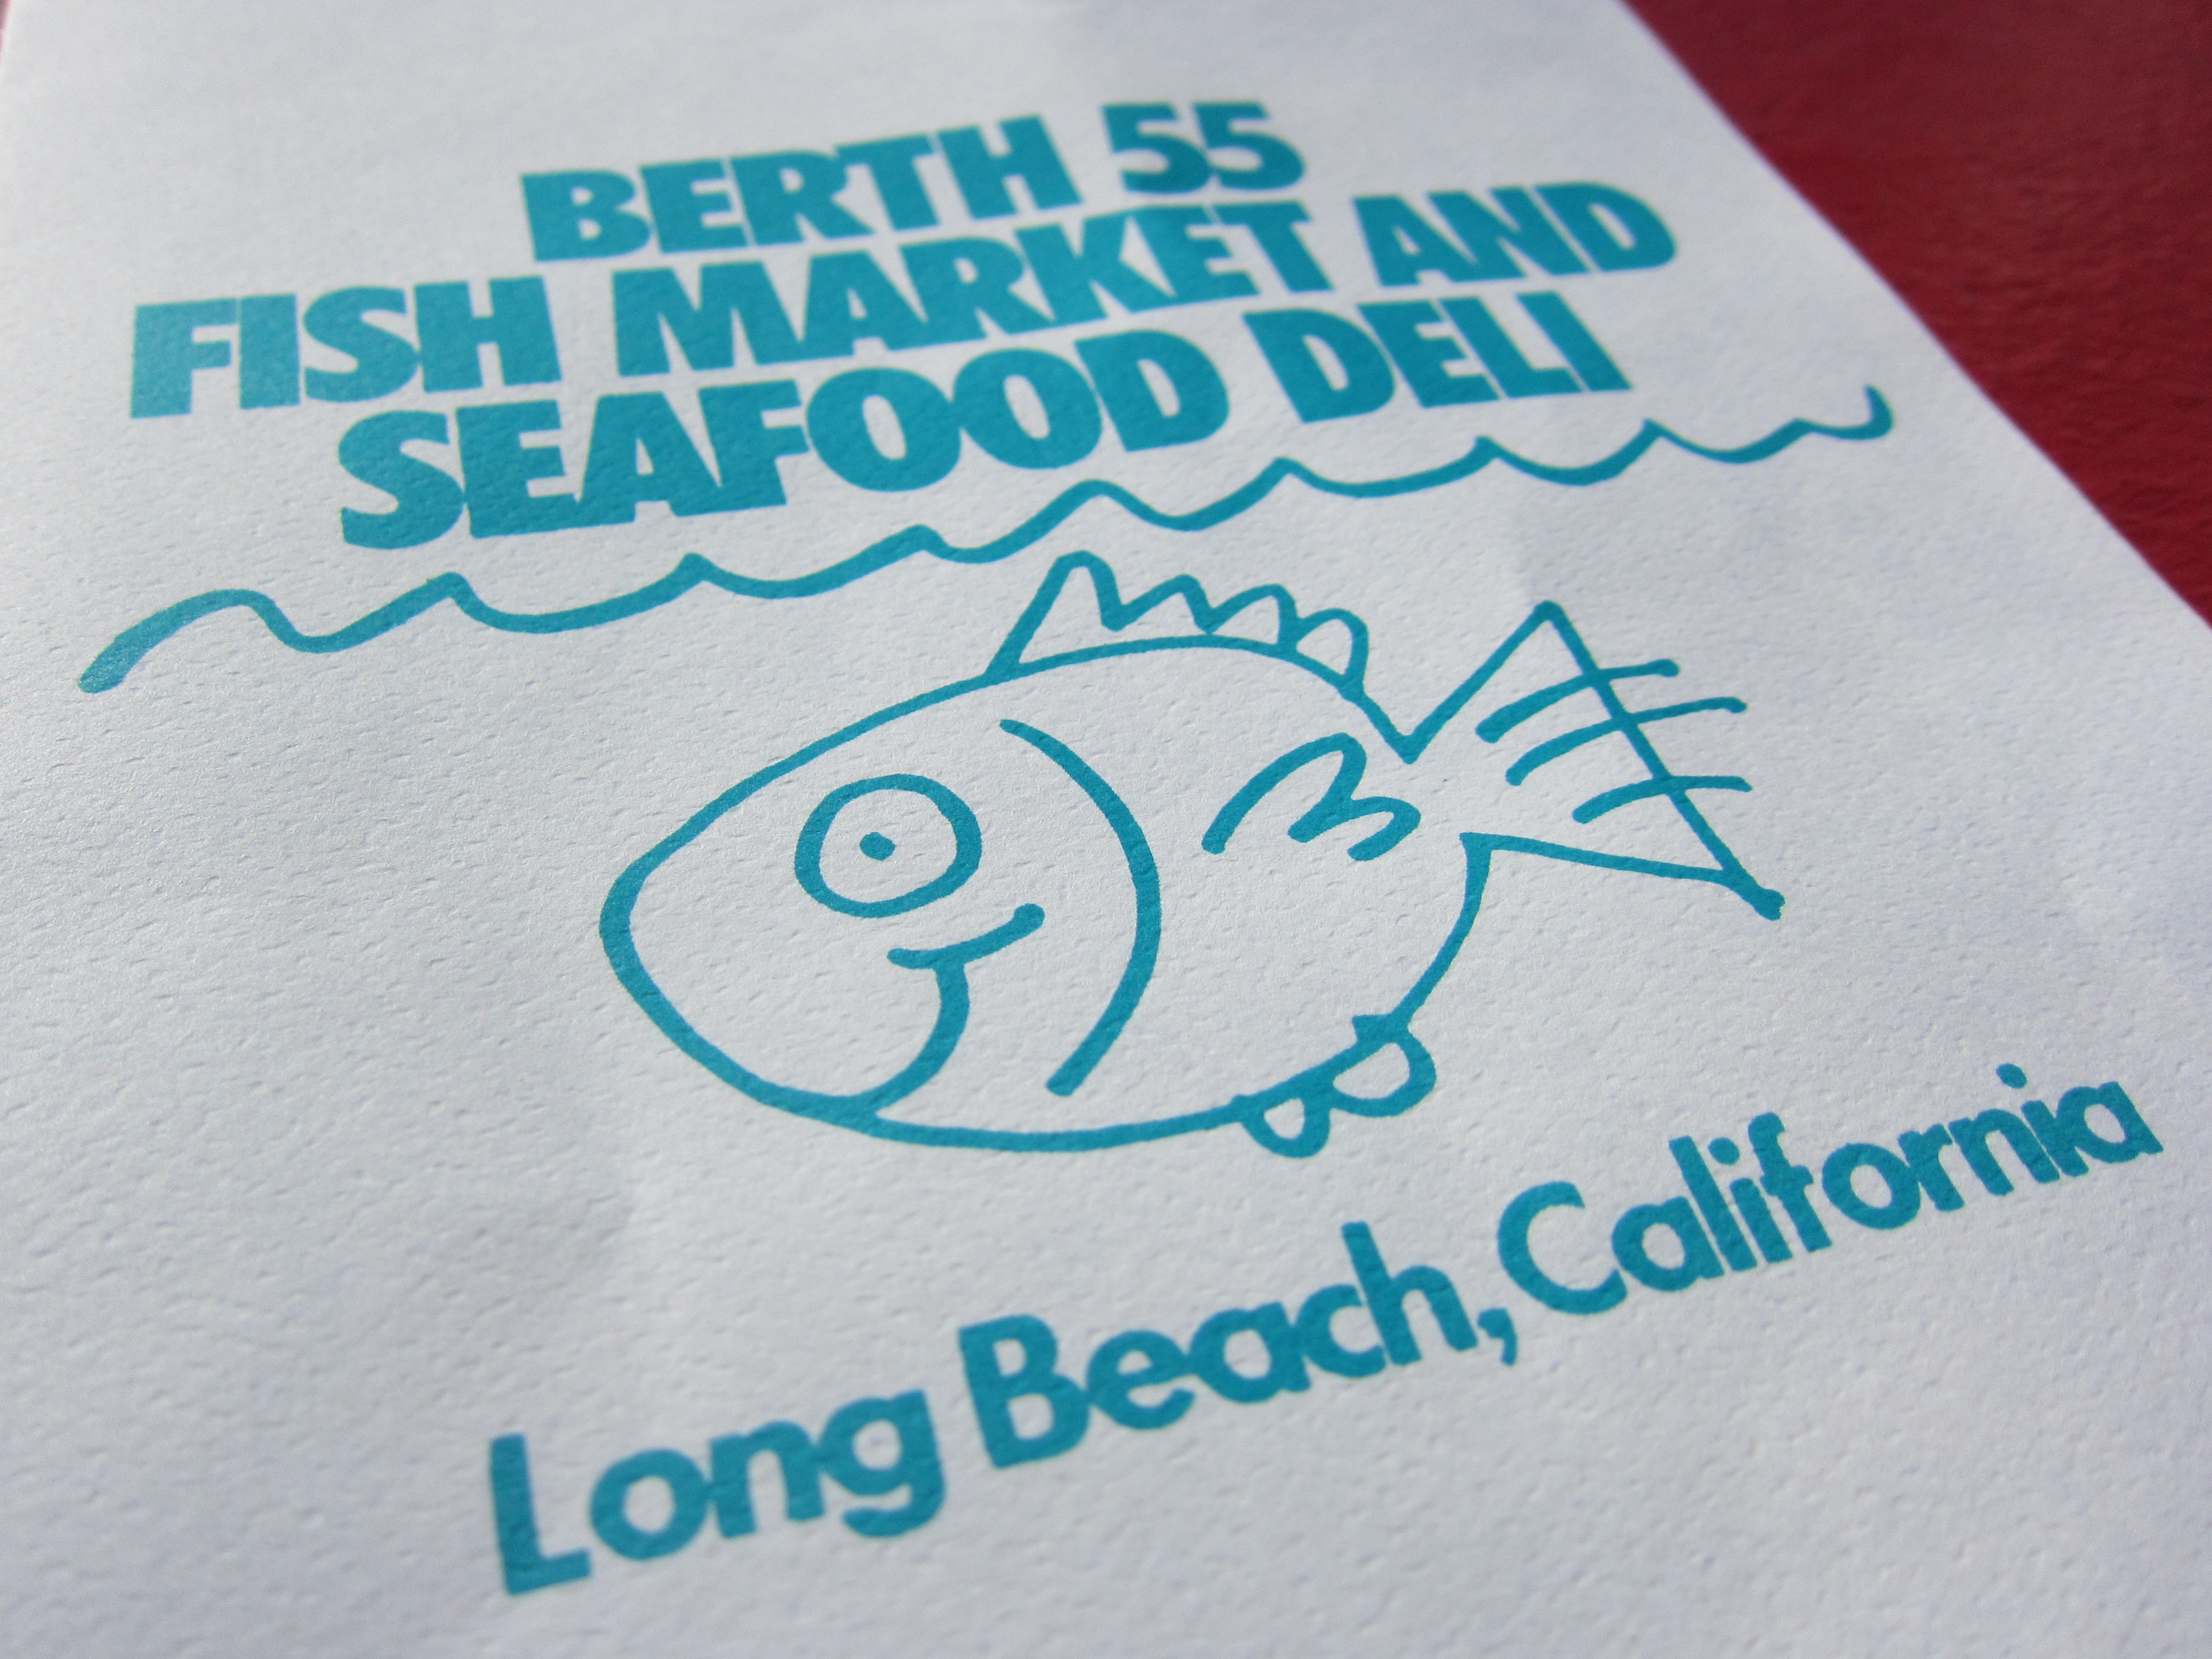 BERTH 55
FISH MARKET AND
SEAFOOD DELI
Long Beach, California